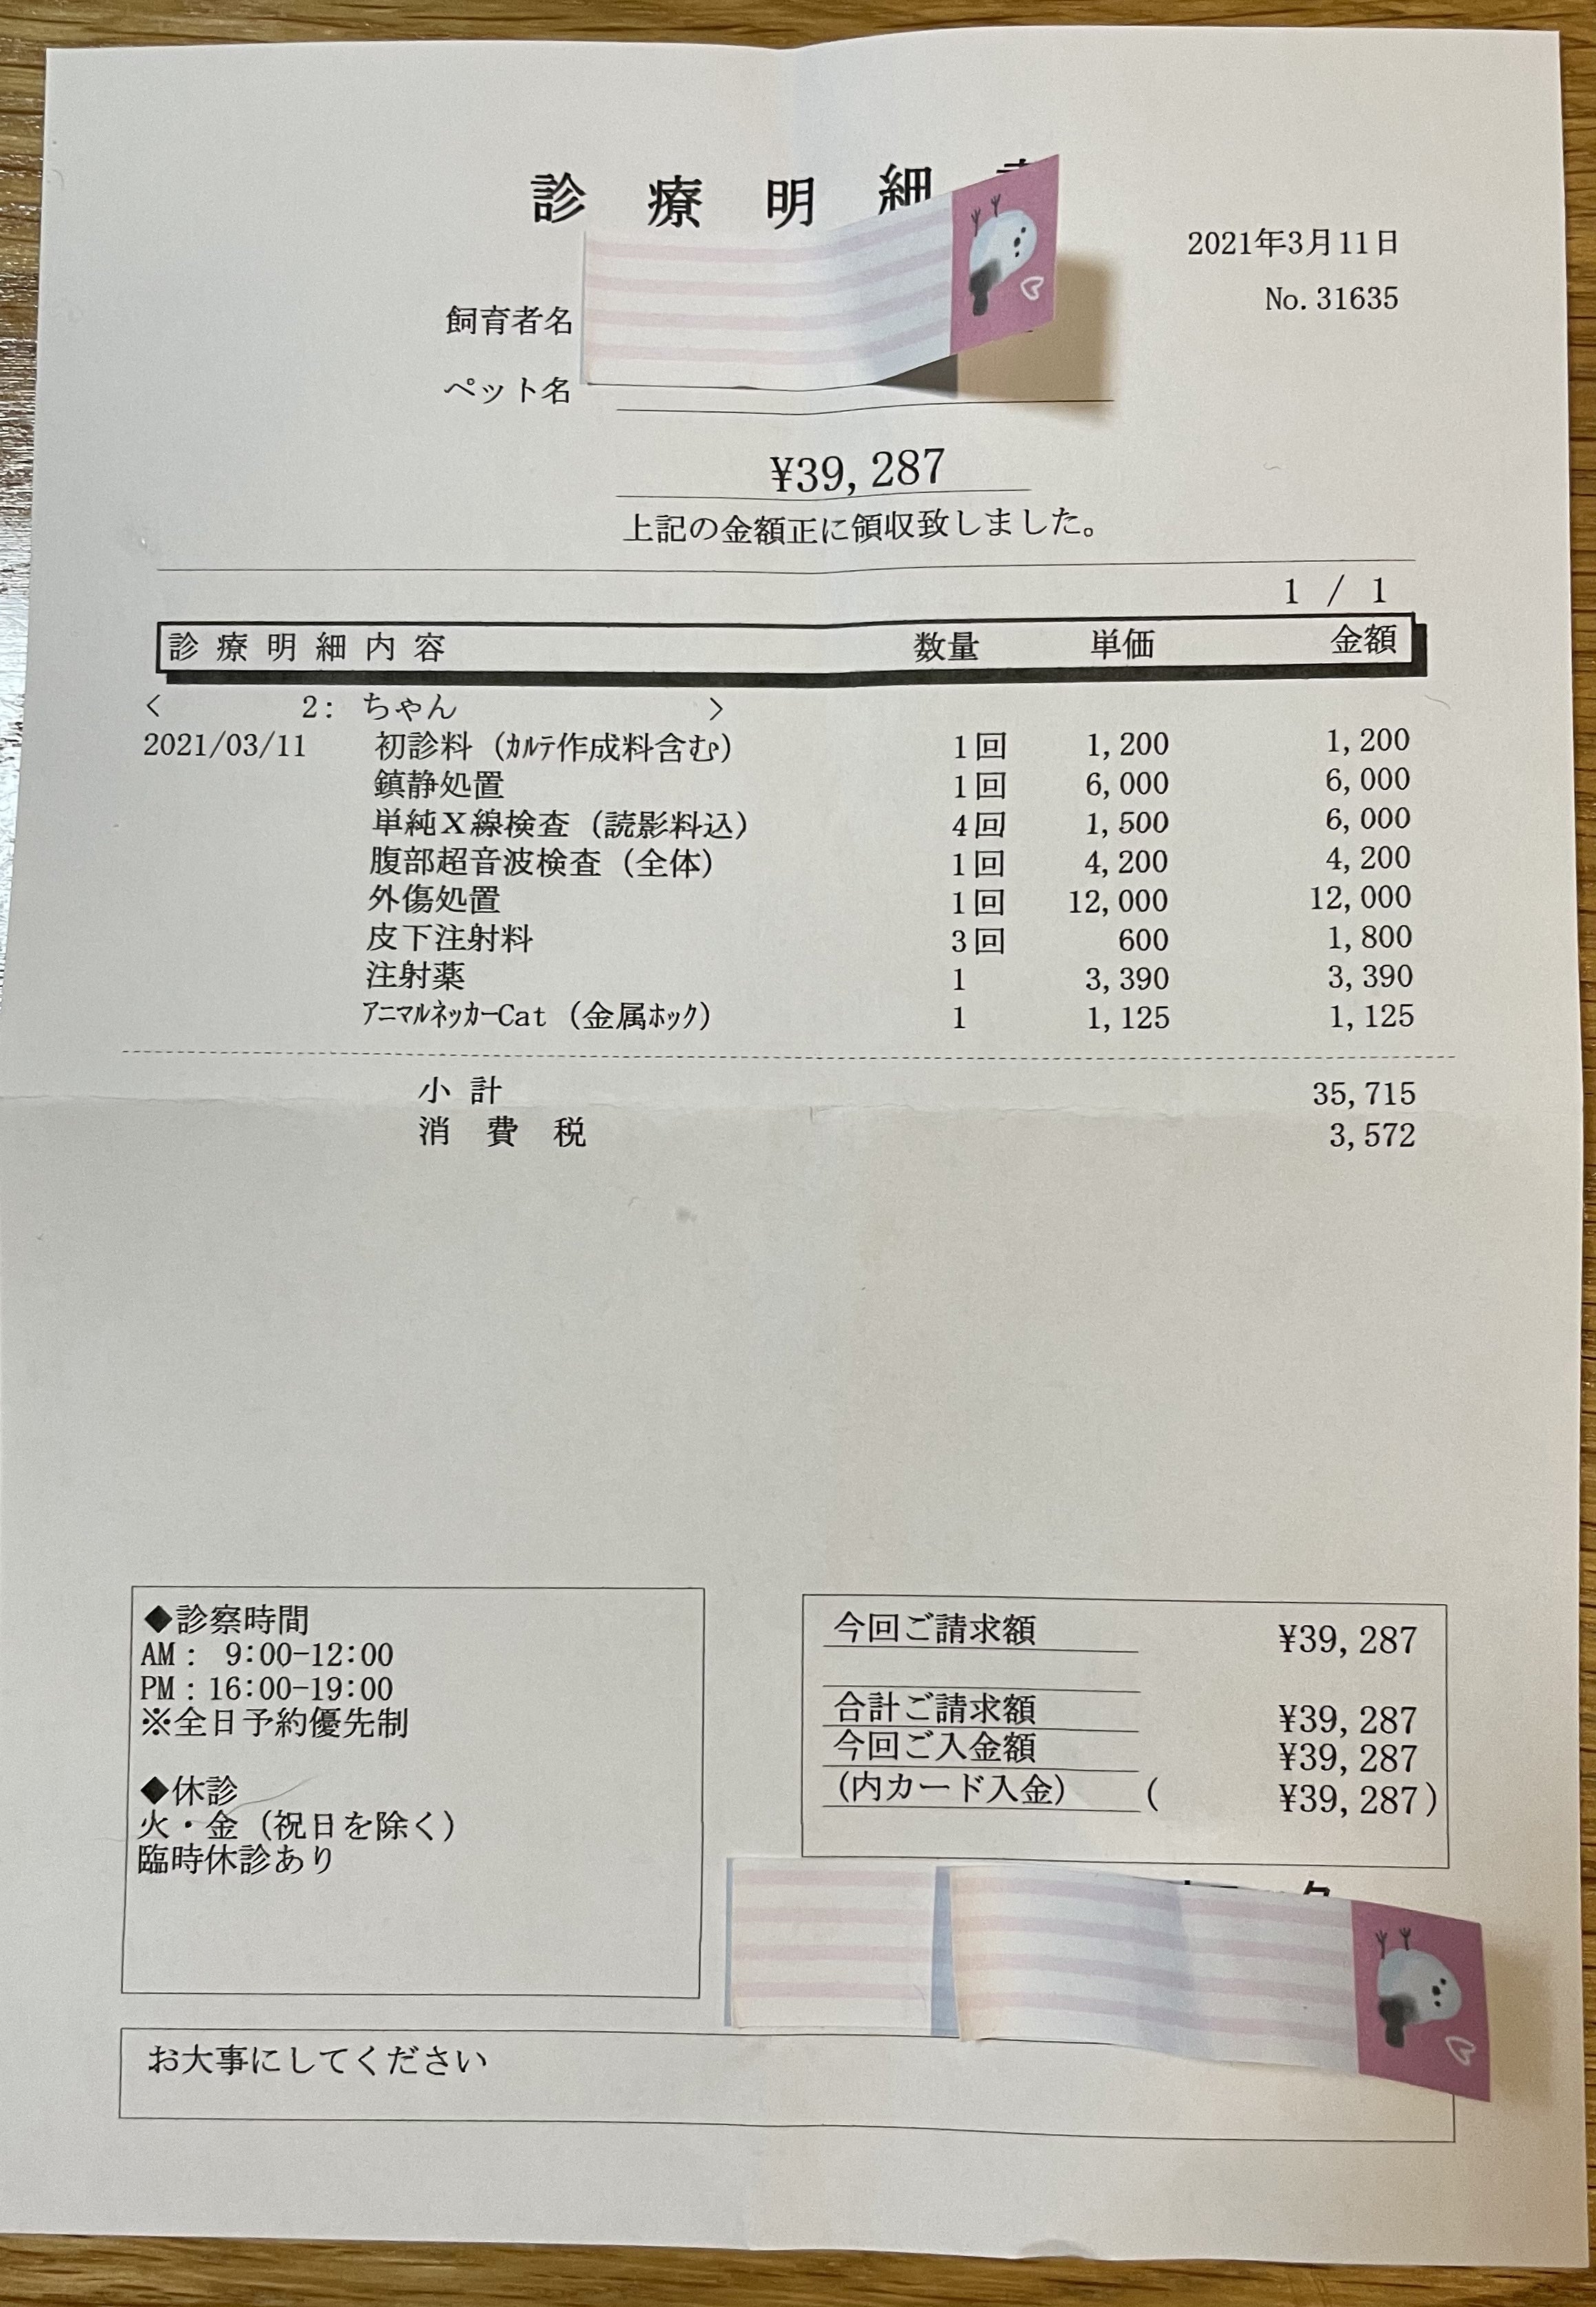 診療明細
2021年3月11日
No.31635
飼育者名
ペット名
¥39,287
上記の金額正に領収致しました。
1 / 1
診療明細内容 数量 単価 金額
< 2: ちゃん >
2021/03/11 初診料（ｶﾙﾃ作成料含む） 1回 1,200 1,200
鎮静処置 1回 6,000 6,000
単純X線検査（読影料込） 4回 1,500 6,000
腹部超音波検査（全体） 1回 4,200 4,200
外傷処置 1回 12,000 12,000
皮下注射料 3回 600 1,800
注射薬 1 3,390 3,390
ｱﾆﾏﾙﾈｯｶｰCat（金属ﾎｯｸ） 1 1,125 1,125
小計 35,715
消費税 3,572
◆診察時間
AM： 9:00-12:00
PM：16:00-19:00
※全日予約優先制
◆休診
火・金（祝日を除く）
臨時休診あり
今回ご請求額 ¥39,287
合計ご請求額 ¥39,287
今回ご入金額 ¥39,287
(内カード入金) ( ¥39,287)
お大事にしてください